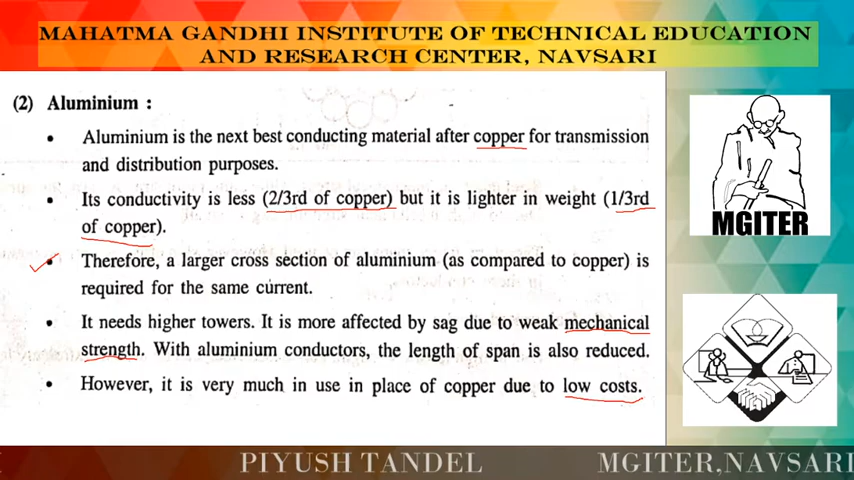 MAHATMA GANDHI INSTITUTE OF TECHNICAL EDUCATION
AND RESEARCH CENTER, NAVSARI
(2) Aluminium :
• Aluminium is the next best conducting material after copper for transmission
and distribution purposes.
• Its conductivity is less (2/3rd of copper) but it is lighter in weight (1/3rd
of copper).
• Therefore, a larger cross section of aluminium (as compared to copper) is
required for the same current.
• It needs higher towers. It is more affected by sag due to weak mechanical
strength. With aluminium conductors, the length of span is also reduced.
• However, it is very much in use in place of copper due to low costs.
MGITER
PIYUSH TANDEL MGITER,NAVSARI